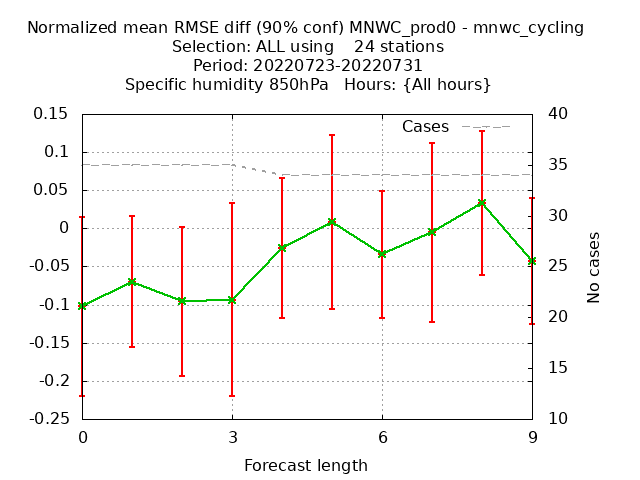 Normalized mean RMSE diff (90% conf) MNWC_prod0 - mnwc_cycling
Selection: ALL using    24 stations
Period: 20220723-20220731
Specific humidity 850hPa   Hours: {All hours}
Cases
0.15
0.1
0.05
0
-0.05
-0.1
-0.15
-0.2
-0.25
40
35
30
25
20
15
10
No cases
0 3 6 9
Forecast length